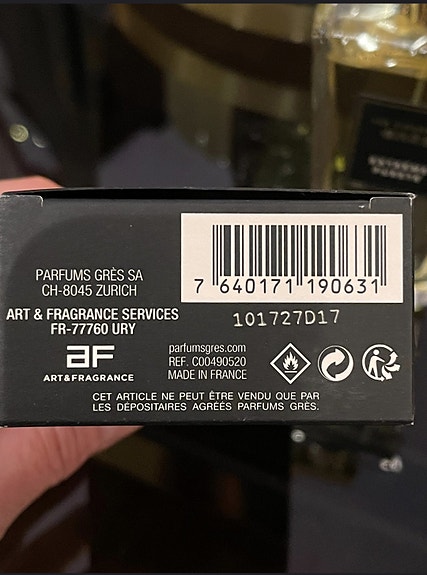 PARFUMS GRÈS SA
CH-8045 ZURICH
ART & FRAGRANCE SERVICES
FR-77760 URY
aF
ART&FRAGRANCE
7 640171 190631
101727D17
parfumsgres.com
REF. C00490520
MADE IN FRANCE
CET ARTICLE NE PEUT ÊTRE VENDU QUE PAR
LES DÉPOSITAIRES AGRÉÉS PARFUMS GRÈS.